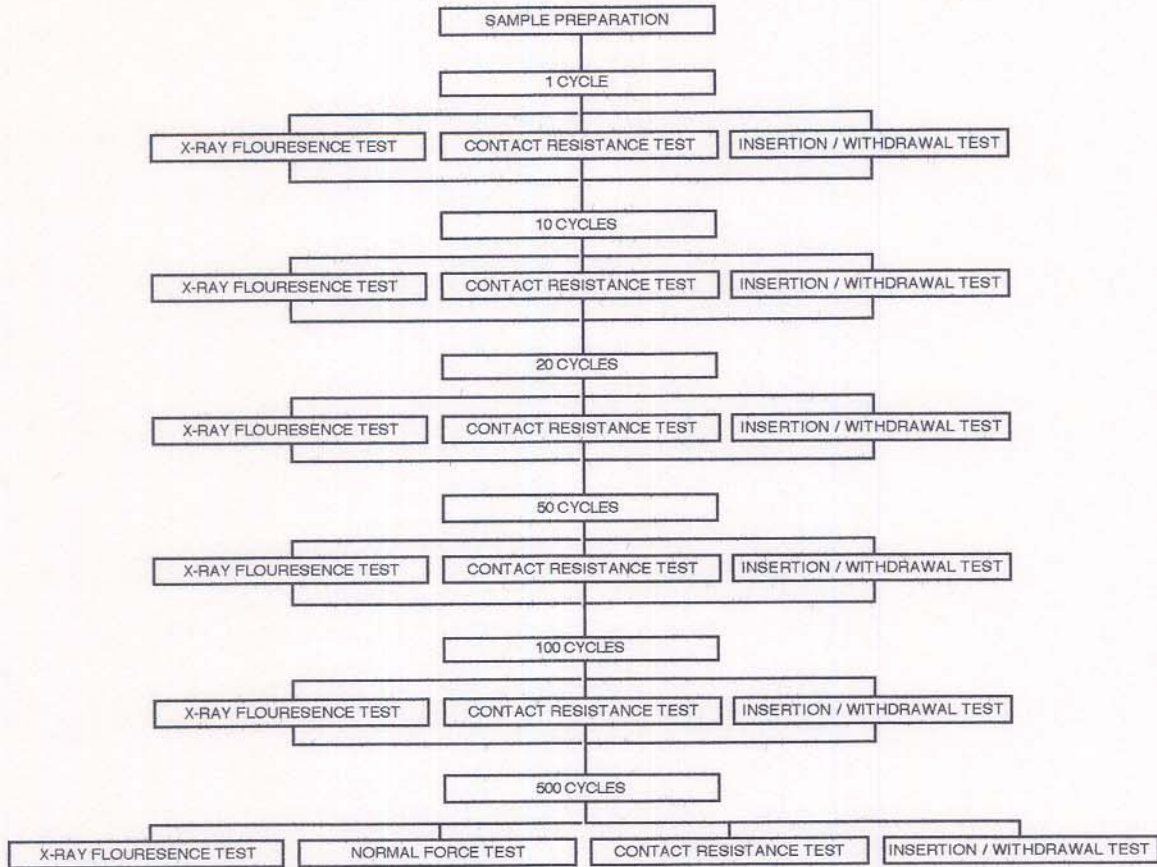 SAMPLE PREPARATION
1 CYCLE
X-RAY FLOURESENCE TEST
CONTACT RESISTANCE TEST
INSERTION / WITHDRAWAL TEST
10 CYCLES
X-RAY FLOURESENCE TEST
CONTACT RESISTANCE TEST
INSERTION / WITHDRAWAL TEST
20 CYCLES
X-RAY FLOURESENCE TEST
CONTACT RESISTANCE TEST
INSERTION / WITHDRAWAL TEST
50 CYCLES
X-RAY FLOURESENCE TEST
CONTACT RESISTANCE TEST
INSERTION / WITHDRAWAL TEST
100 CYCLES
X-RAY FLOURESENCE TEST
CONTACT RESISTANCE TEST
INSERTION / WITHDRAWAL TEST
500 CYCLES
X-RAY FLOURESENCE TEST
NORMAL FORCE TEST
CONTACT RESISTANCE TEST
INSERTION / WITHDRAWAL TEST